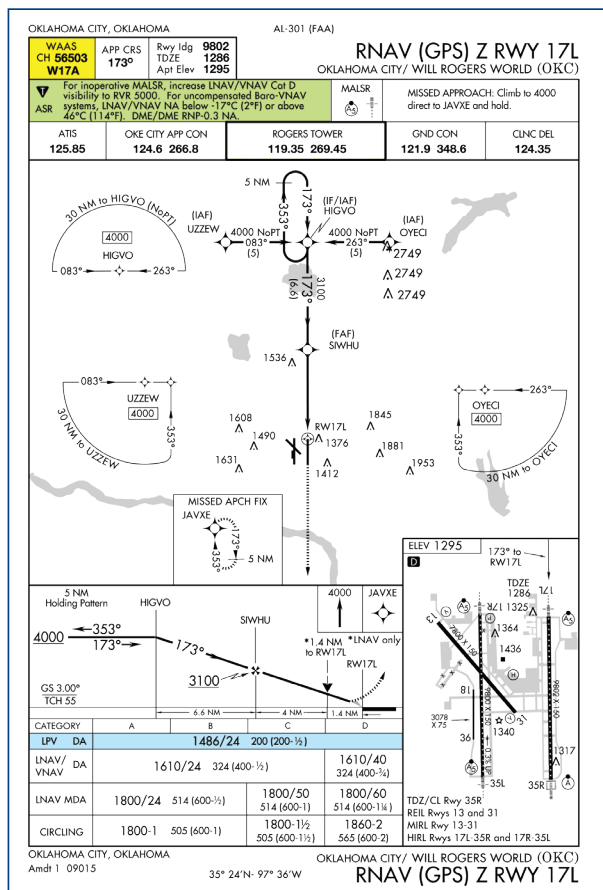 OKLAHOMA CITY, OKLAHOMA
AL-301 (FAA)
WAAS
CH 56503
W17A
APP CRS
173°
Rwy ldg 9802
TDZE 1286
Apt Elev 1295
RNAV (GPS) Z RWY 17L
OKLAHOMA CITY/ WILL ROGERS WORLD (OKC)
T
ASR
For inoperative MALSR, increase LNAV/
VNAV Cat D
visibility to RVR 5000. For uncompensated Baro-VNAV
systems, LNAV/VNAV NA below -17°C (2°F) or above
46°C (114°F). DME/DME RNP-0.3 NA.
MALSR
A5
MISSED APPROACH: Climb to 4000
direct to JAVXE and hold.
ATIS
125.85
OKE CITY APP CON
124.6 266.8
ROGERS TOWER
119.35 269.45
GND CON
121.9 348.6
CLNC DEL
124.35
30 NM to HIGVO (NoPT)
4000
HIGVO
083°
263°
5 NM
353°
173°
(IF/IAF)
HIGVO
(IAF)
UZZEW
4000 NoPT
083°
(5)
4000 NoPT
263°
(5)
(IAF)
OYECI
2749
2749
2749
3100
173°
(6.6)
(FAF)
SIWHU
1536
083°
UZZEW
4000
353°
30 NM to UZZEW
263°
OYECI
4000
353°
30 NM to OYECI
1608
1490
1631
RW17L
1376
1412
1845
1881
1953
MISSED APCH FIX
JAVXE
173°
353°
5 NM
ELEV 1295
D
173° to
RW17L
TDZE
1286
17L
1325
17R
A5
A5
13
7800 X 150
1364
1436
H
18
9800 X 150
0.3% UP
9802 X 150
3078
X 75
31
1340
36
1317
A5
35L
35R
A
TDZ/CL Rwy 35R
REIL Rwys 13 and 31
MIRL Rwy 13-31
HIRL Rwys 17L-35R and 17R-35L
5 NM
Holding Pattern
HIGVO
4000
353°
173°
173°
SIWHU
3100
4000
JAVXE
*1.4 NM
to RW17L
*LNAV only
RW17L
GS 3.00°
TCH 55
6.6 NM
4 NM
1.4 NM
CATEGORY A B C D
LPV DA 1486/24 200 (200-½)
LNAV/
VNAV DA
1610/24 324 (400-½)
1610/40
324 (400-¾)
LNAV MDA
1800/24 514 (600-½)
1800/50
514 (600-1)
1800/60
514 (600-1¼)
CIRCLING
1800-1 505 (600-1)
1800-1½
505 (600-1½)
1860-2
565 (600-2)
OKLAHOMA CITY, OKLAHOMA
Amdt 1 09015
35° 24'N- 97° 36'W
OKLAHOMA CITY/ WILL ROGERS WORLD (OKC)
RNAV (GPS) Z RWY 17L